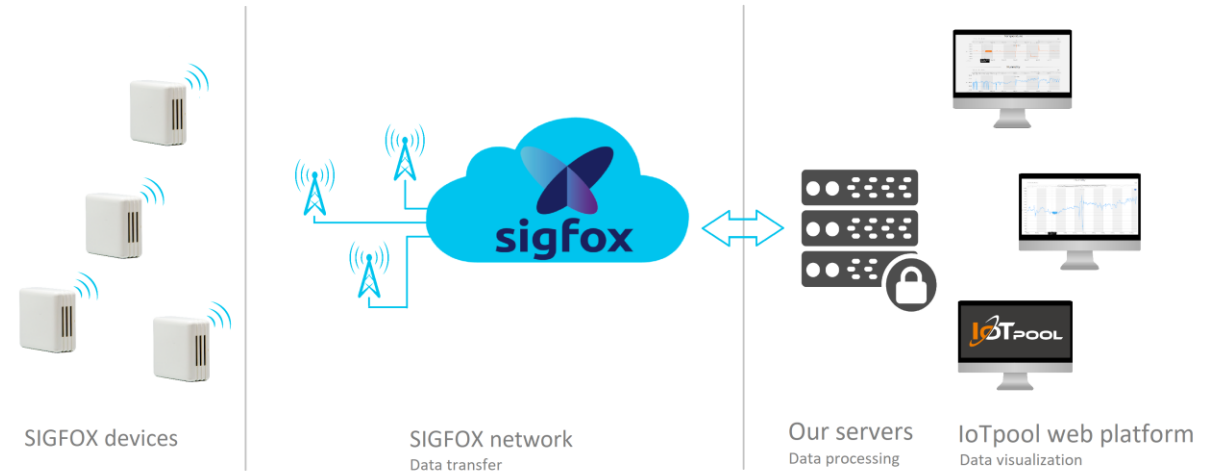 sigfox
IoTPOOL
SIGFOX devices
SIGFOX network
Data transfer
Our servers
Data processing
IoTpool web platform
Data visualization